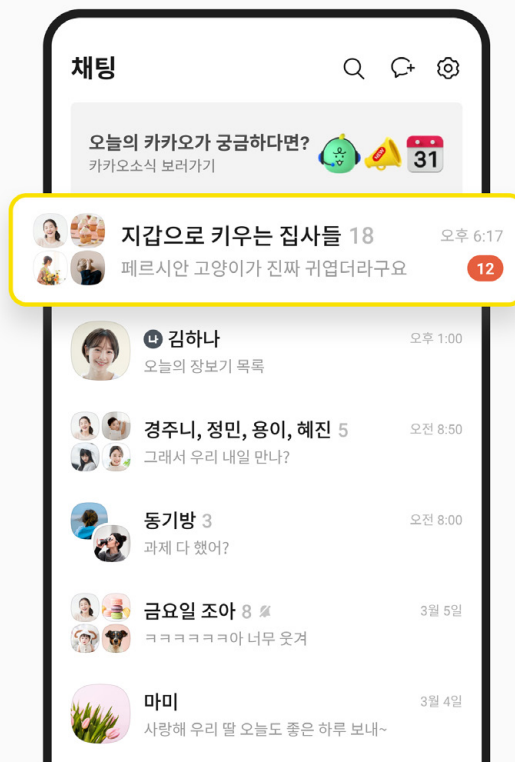 채팅
오늘의 카카오가 궁금하다면?
카카오소식 보러가기
31
지갑으로 키우는 집사들 18
오후 6:17
페르시안 고양이가 진짜 귀엽더라구요
12
나 김하나
오후 1:00
오늘의 장보기 목록
경주니, 정민, 용이, 혜진 5
오전 8:50
그래서 우리 내일 만나?
동기방 3
오전 8:00
과제 다 했어?
금요일 조아 8
3월 5일
ㅋㅋㅋㅋㅋㅋ아 너무 웃겨
마미
3월 4일
사랑해 우리 딸 오늘도 좋은 하루 보내~